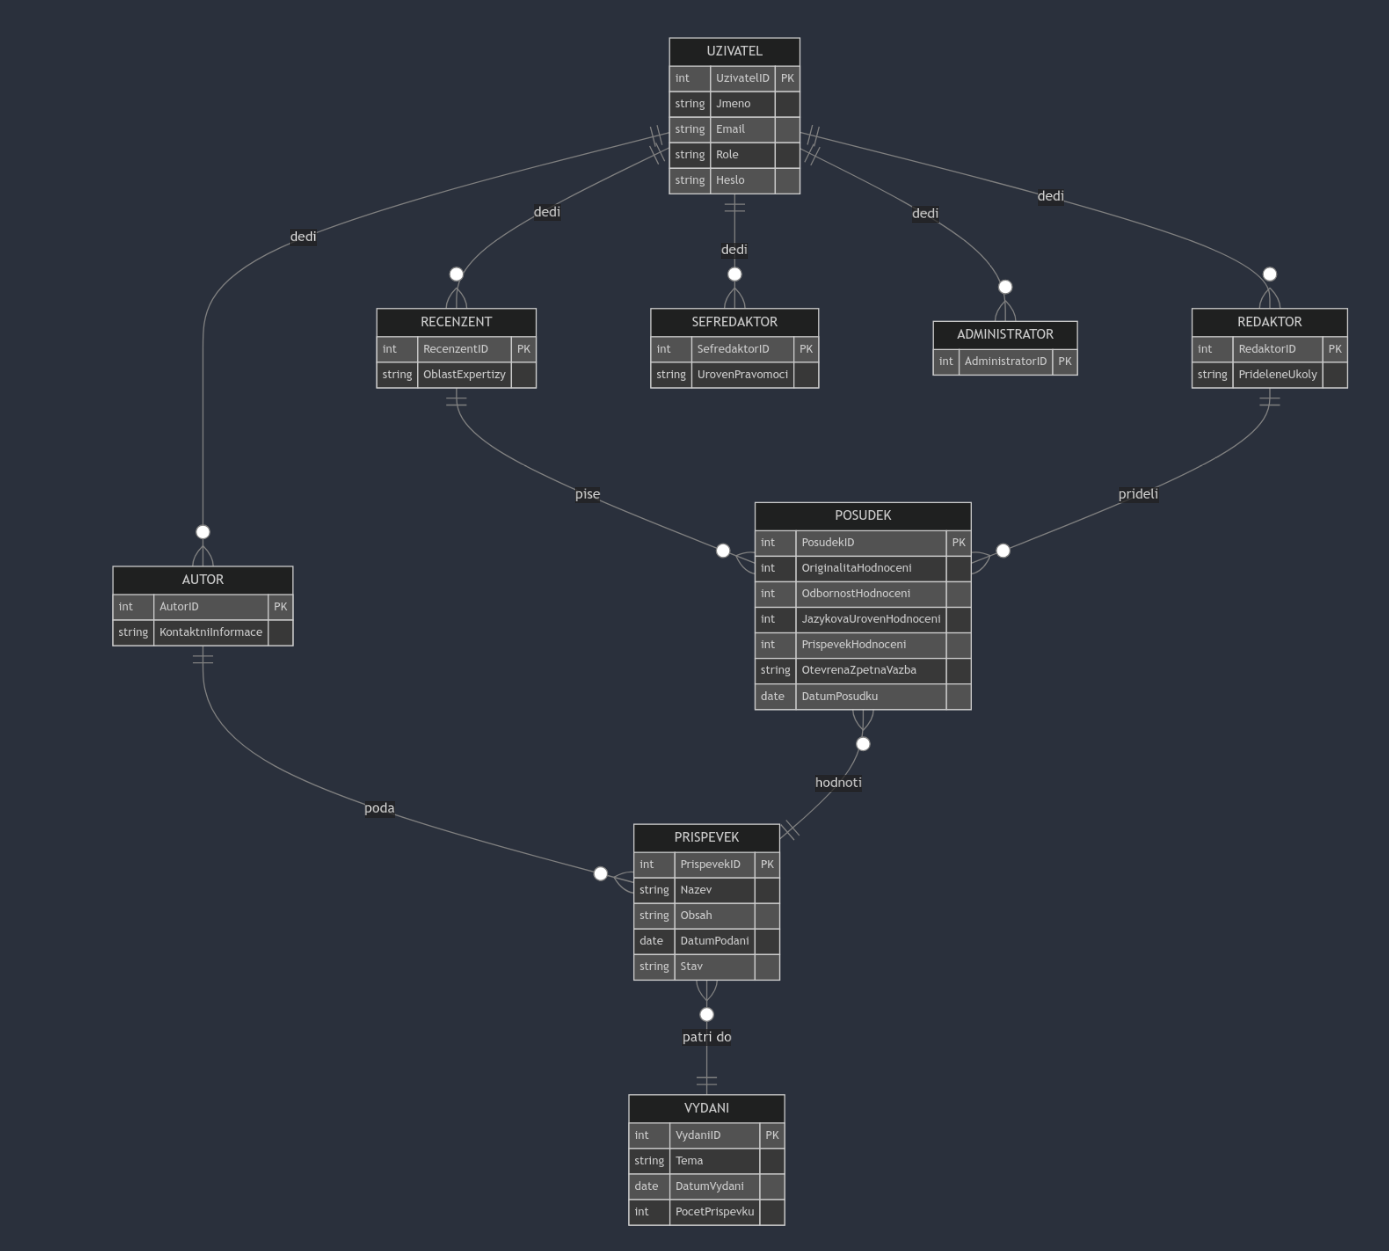 UZIVATEL
int UzivatelID PK
string Jmeno
string Email
string Role
string Heslo
dedi
dedi
dedi
dedi
dedi
RECENZENT
int RecenzentID PK
string OblastExpertizy
SEFREDAKTOR
int SefredaktorID PK
string UrovenPravomoci
ADMINISTRATOR
int AdministratorID PK
REDAKTOR
int RedaktorID PK
string PrideleneUkoly
pise
prideli
AUTOR
int AutorID PK
string KontaktniInformace
POSUDEK
int PosudekID PK
int OriginalitaHodnoceni
int OdbornostHodnoceni
int JazykovaUrovenHodnoceni
int PrispevekHodnoceni
string OtevrenaZpetnaVazba
date DatumPosudku
hodnoti
poda
PRISPEVEK
int PrispevekID PK
string Nazev
string Obsah
date DatumPodani
string Stav
patri do
VYDANI
int VydaniID PK
string Tema
date DatumVydani
int PocetPrispevku